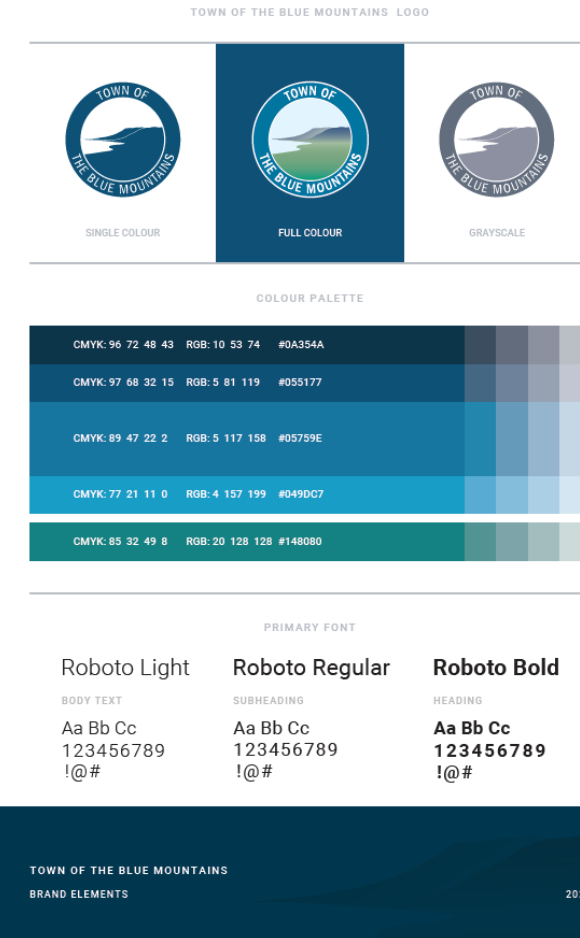 TOWN OF THE BLUE MOUNTAINS LOGO
TOWN OF
THE BLUE MOUNTAINS
TOWN OF
THE BLUE MOUNTAINS
TOWN OF
THE BLUE MOUNTAINS
SINGLE COLOUR
FULL COLOUR
GRAYSCALE
COLOUR PALETTE
CMYK: 96 72 48 43 RGB: 10 53 74 #0A354A
CMYK: 97 68 32 15 RGB: 5 81 119 #055177
CMYK: 89 47 22 2 RGB: 5 117 158 #05759E
CMYK: 77 21 11 0 RGB: 4 157 199 #049DC7
CMYK: 85 32 49 8 RGB: 20 128 128 #148080
PRIMARY FONT
Roboto Light Roboto Regular Roboto Bold
BODY TEXT SUBHEADING HEADING
Aa Bb Cc Aa Bb Cc Aa Bb Cc
123456789 123456789 123456789
!@# !@# !@#
TOWN OF THE BLUE MOUNTAINS
BRAND ELEMENTS